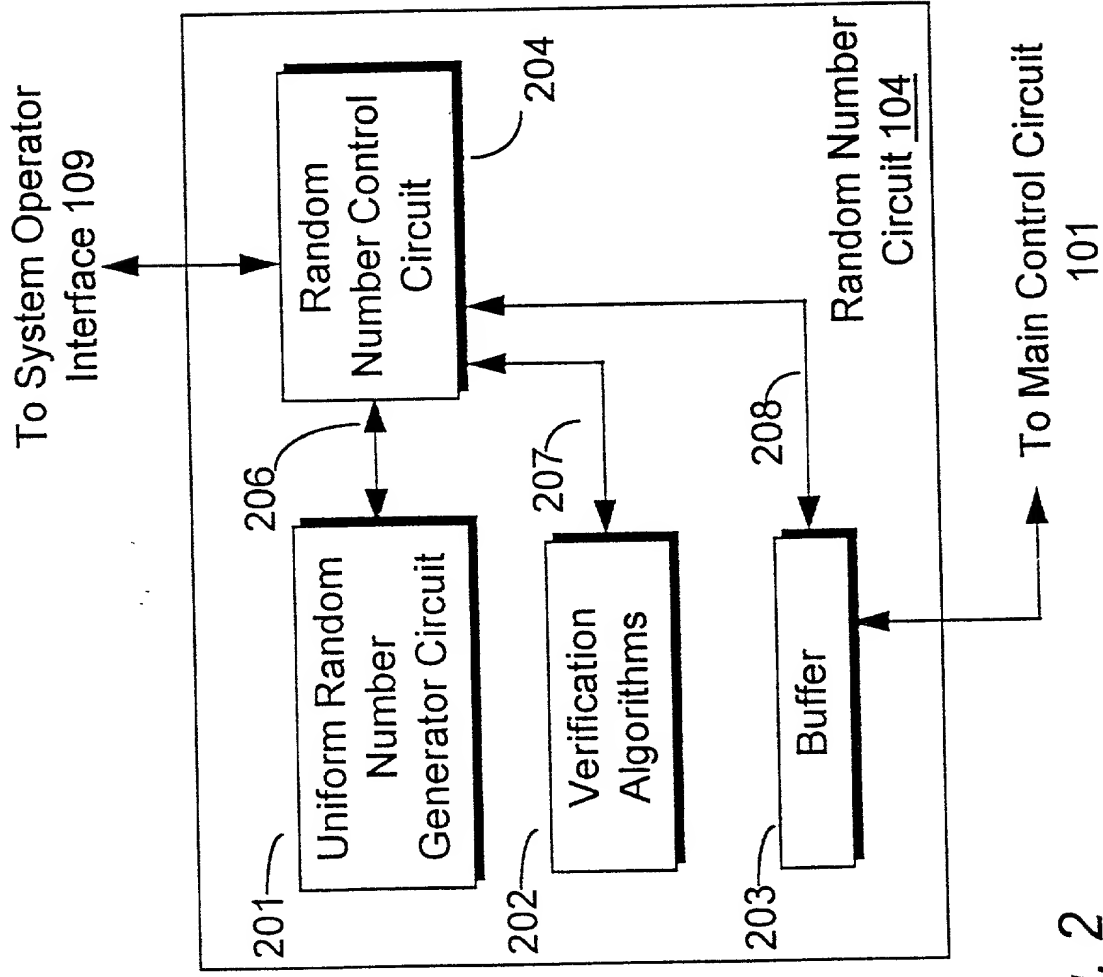 To System Operator
Interface 109
206
201
Uniform Random
Number
Generator Circuit
Random
Number Control
Circuit
204
202
Verification
Algorithms
207
203
Buffer
208
Random Number
Circuit 104
To Main Control Circuit
101
2